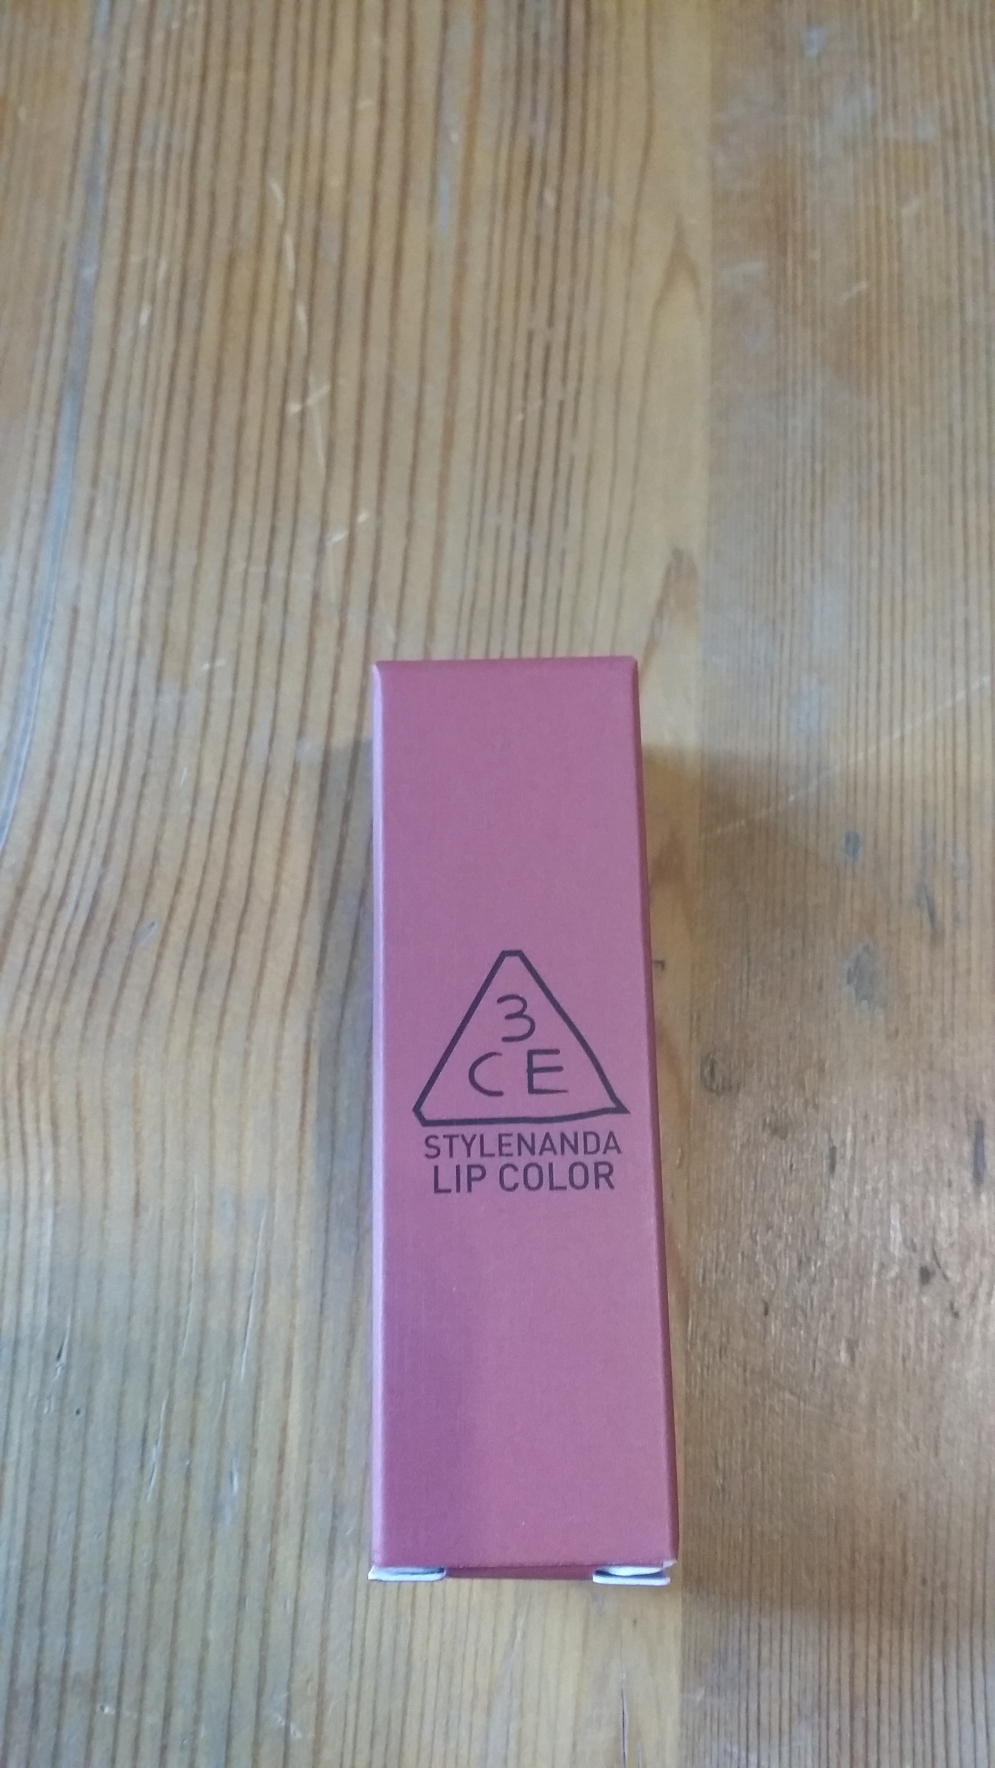 3
CE
STYLENANDA
LIP COLOR